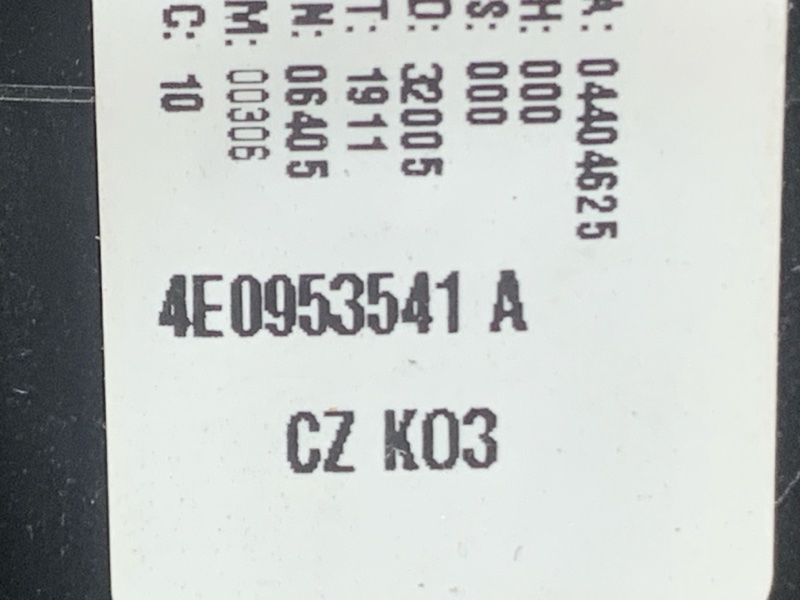 A: 04404625
H: 000
S: 000
D: 32005
T: 1911
N: 06405
M: 00306
C: 10
4E0953541 A
CZ K03